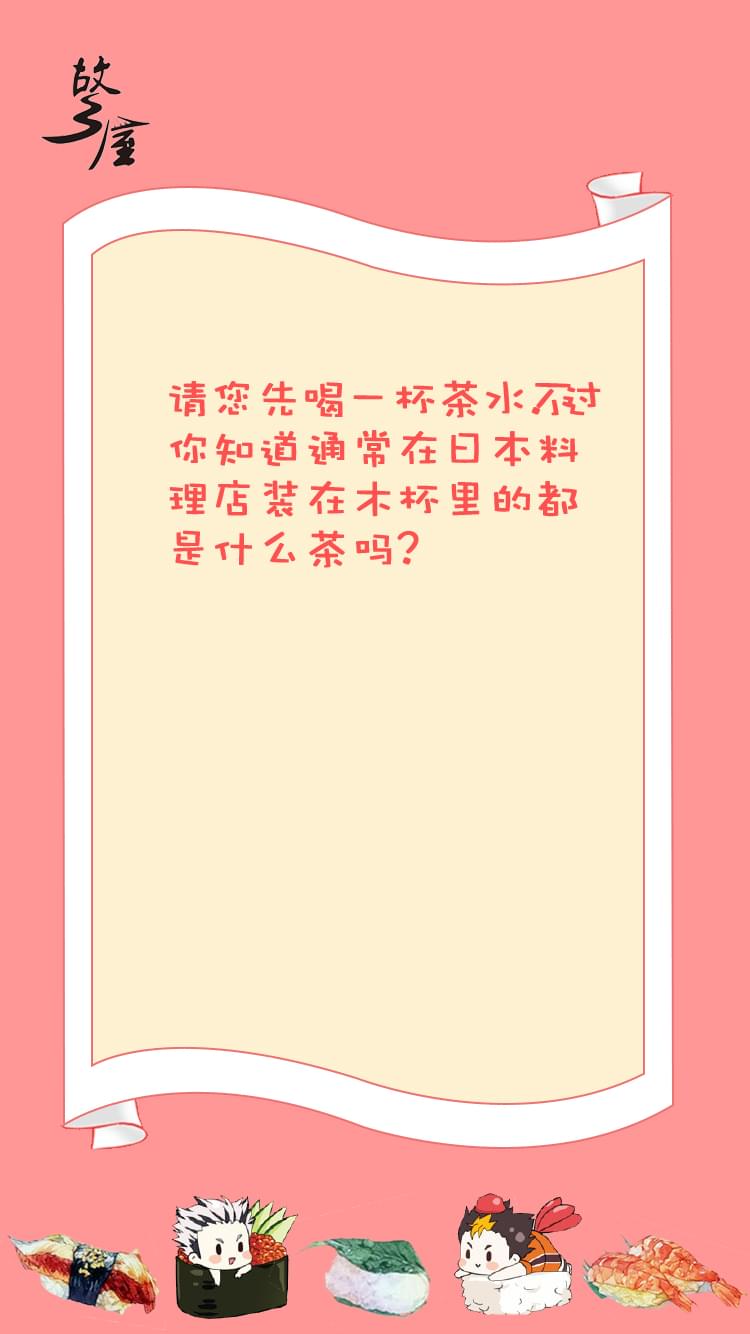 故乡屋
请您先喝一杯茶水不过
你知道通常在日本料
理店装在木杯里的都
是什么茶吗?